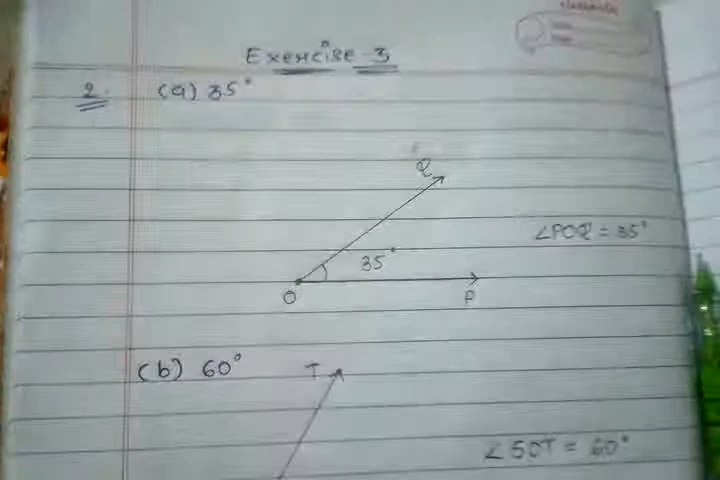 Exercise-3
2. (a) 35°
Q
∠POQ = 35°
35°
O
P
(b) 60°
T
∠SOT = 60°